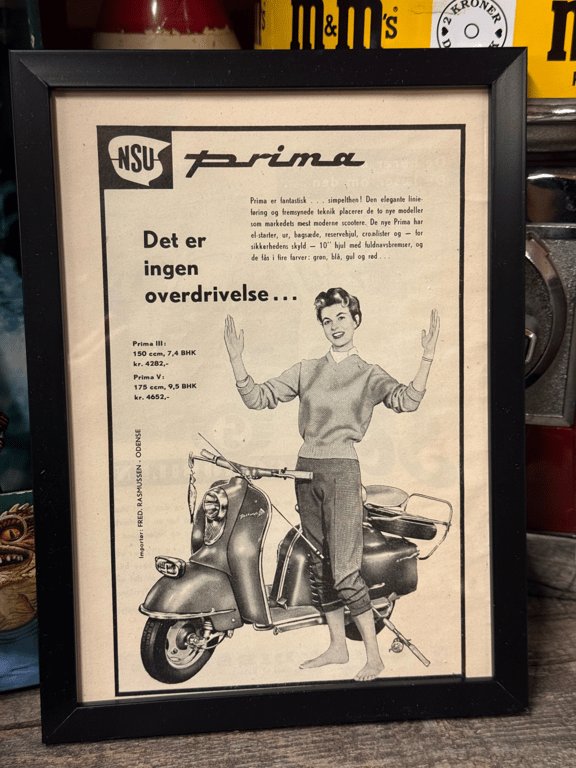 m&m's
2 KRONER
NSU
prima
Prima er fantastisk . . . simpelthen! Den elegante linie-
føring og fremsynede teknik placerer de to nye modeller
som markedets mest moderne scootere. De nye Prima har
el-starter, ur, bagsæde, reservehjul, croælister og — for
sikkerhedens skyld — 10" hjul med fuldnavsbremser, og
de fås i fire farver: grøn, blå, gul og rød . . .
Det er
ingen
overdrivelse...
Prima III:
150 ccm, 7,4 BHK
kr. 4282,-
Prima V:
175 ccm, 9,5 BHK
kr. 4652,-
Importør: FRED. RASMUSSEN · ODENSE